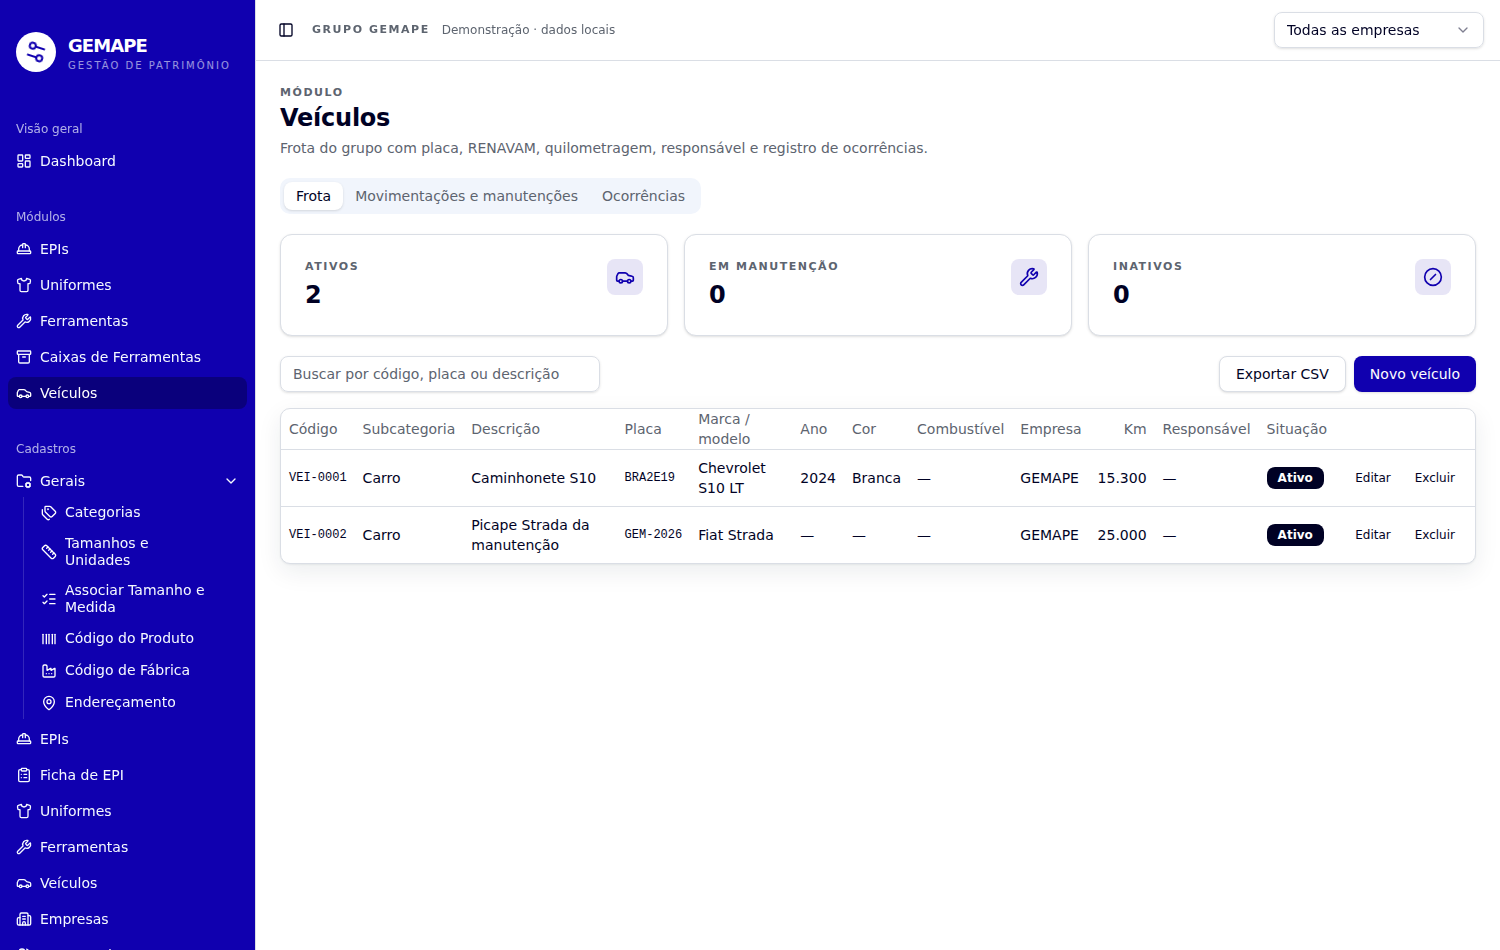 GEMAPE
GESTÃO DE PATRIMÔNIO
Visão geral
Dashboard
Módulos
EPIs
Uniformes
Ferramentas
Caixas de Ferramentas
Veículos
Cadastros
Gerais
Categorias
Tamanhos e
Unidades
Associar Tamanho e
Medida
Código do Produto
Código de Fábrica
Endereçamento
EPIs
Ficha de EPI
Uniformes
Ferramentas
Veículos
Empresas
GRUPO GEMAPE Demonstração · dados locais
Todas as empresas
MÓDULO
Veículos
Frota do grupo com placa, RENAVAM, quilometragem, responsável e registro de ocorrências.
Frota Movimentações e manutenções Ocorrências
ATIVOS
2
EM MANUTENÇÃO
0
INATIVOS
0
Buscar por código, placa ou descrição
Exportar CSV
Novo veículo
Código Subcategoria Descrição Placa Marca / modelo Ano Cor Combustível Empresa Km Responsável Situação
VEI-0001 Carro Caminhonete S10 BRA2E19 Chevrolet S10 LT 2024 Branca — GEMAPE 15.300 — Ativo Editar Excluir
VEI-0002 Carro Picape Strada da manutenção GEM-2026 Fiat Strada — — — GEMAPE 25.000 — Ativo Editar Excluir